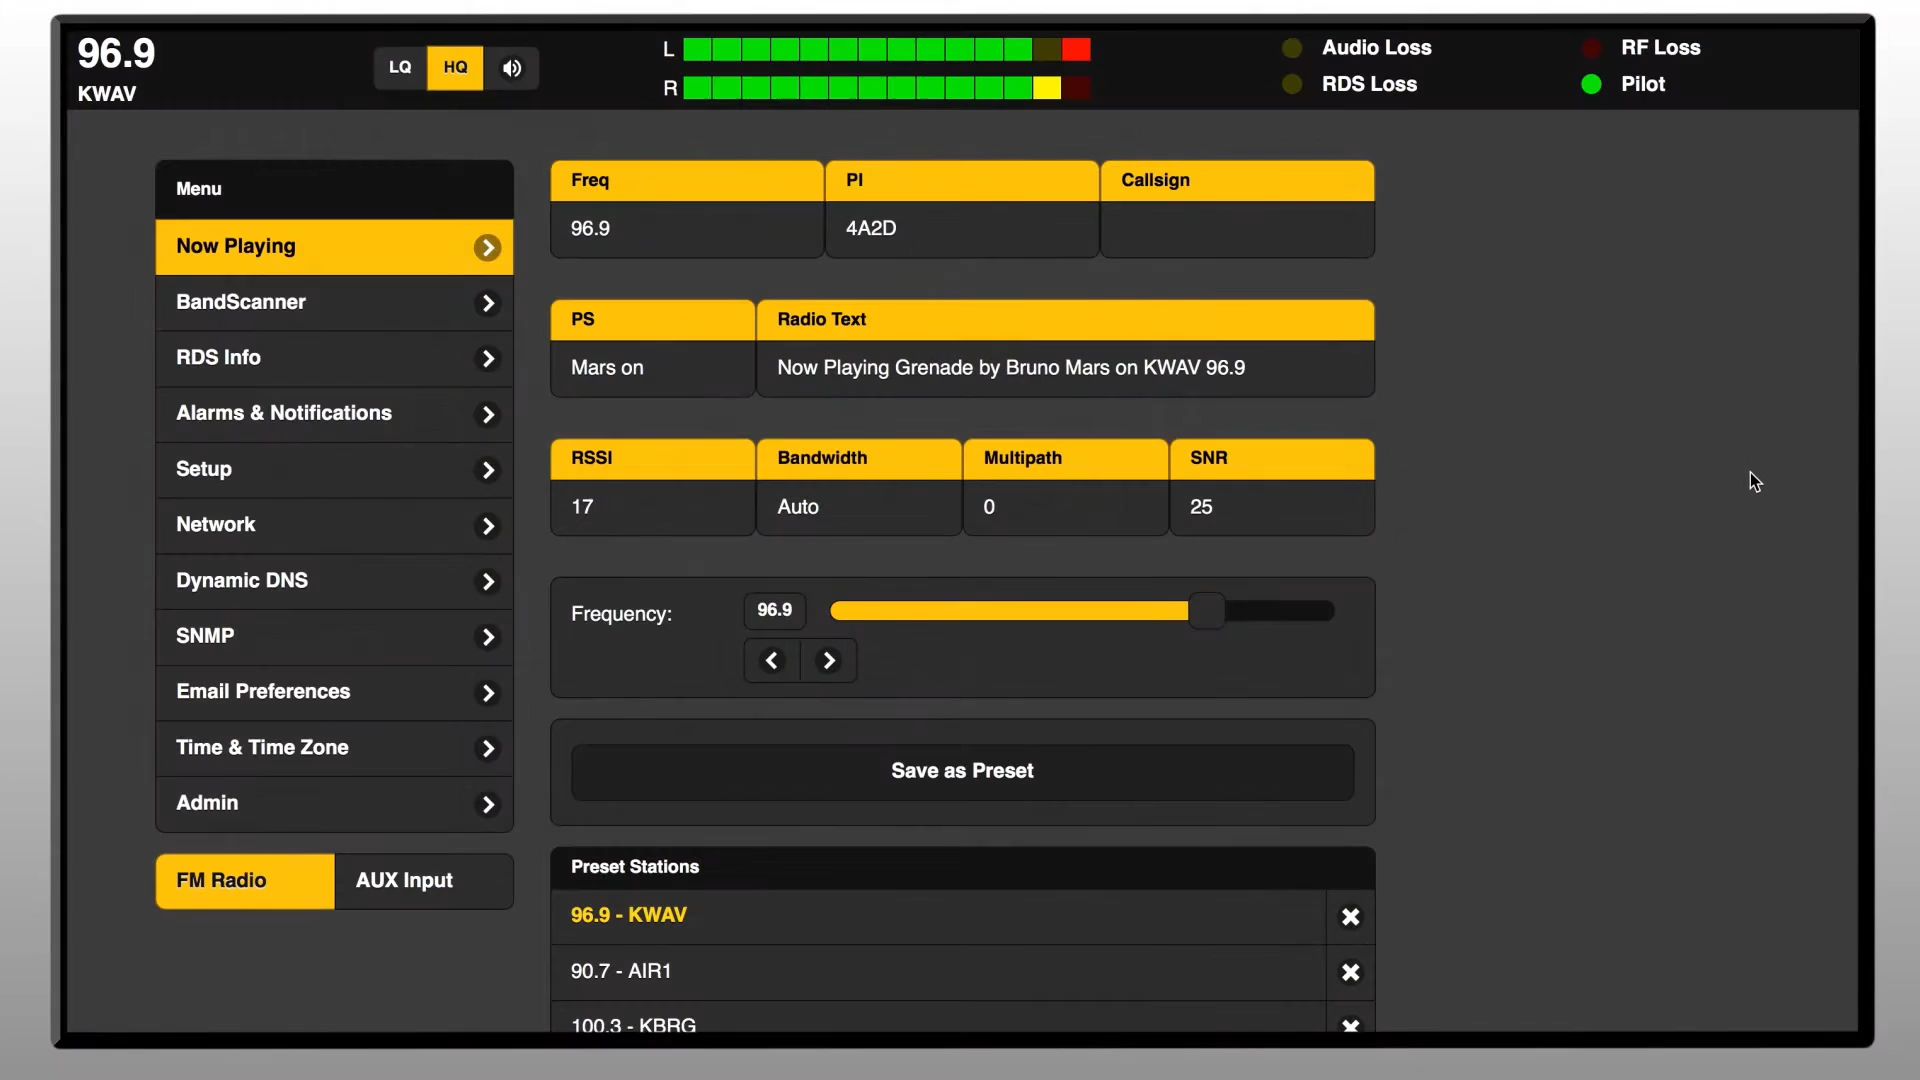 96.9
KWAV
LQ HQ
L
R
Audio Loss
RDS Loss
RF Loss
Pilot
Menu
Now Playing
BandScanner
RDS Info
Alarms & Notifications
Setup
Network
Dynamic DNS
SNMP
Email Preferences
Time & Time Zone
Admin
FM Radio AUX Input
Freq PI Callsign
96.9 4A2D
PS Radio Text
Mars on Now Playing Grenade by Bruno Mars on KWAV 96.9
RSSI Bandwidth Multipath SNR
17 Auto 0 25
Frequency: 96.9
Save as Preset
Preset Stations
96.9 - KWAV
90.7 - AIR1
100.3 - KBRG